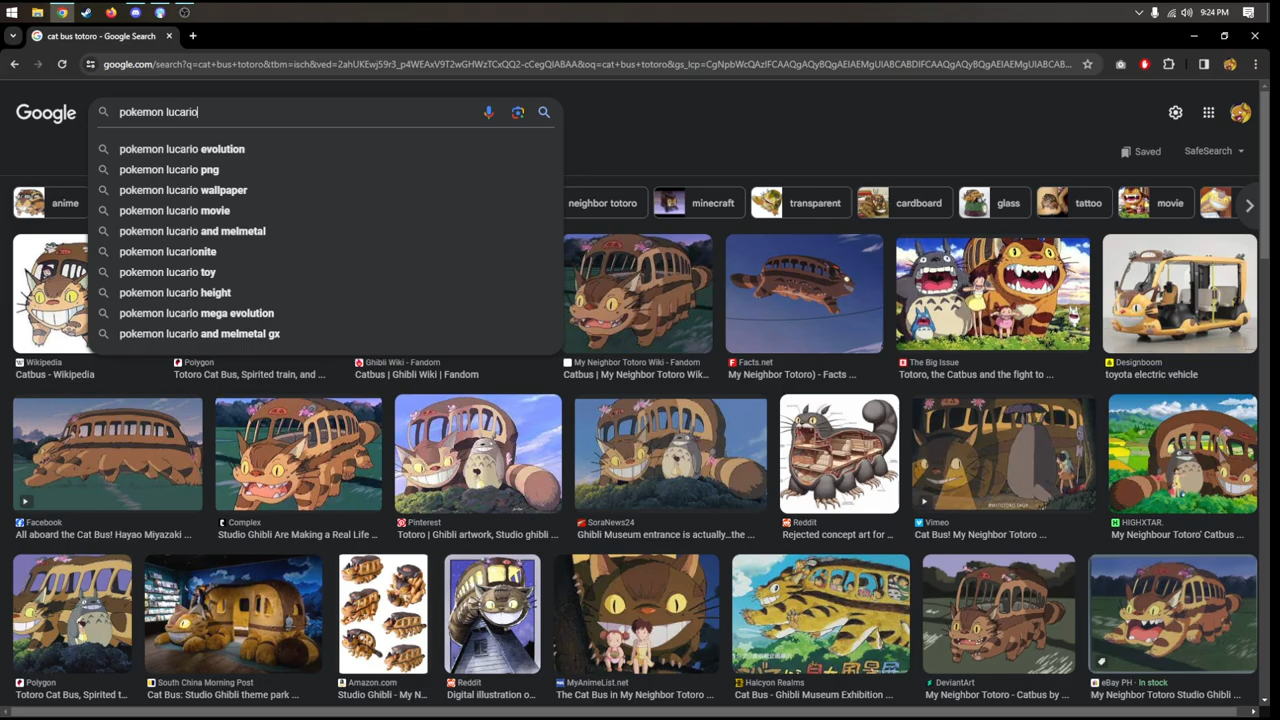 9:24 PM
cat bus totoro - Google Search
google.com/search?q=cat+bus+totoro&tbm=isch&ved=2ahUKEwj59r3_p4WEAxV9T2wGHWzTCxQQ2-cCegQIABAA&oq=cat+bus+totoro&gs_lcp=CgNpbWcQAzIFCAAQgAQyBQgAEIAEMgUIABCABDIFCAAQgAQyBQgAEIAEMgUIABCABDIFCAAQgAQyBQgAEIAEMgUIABC...
Google
pokemon lucario
pokemon lucario evolution
pokemon lucario png
pokemon lucario wallpaper
pokemon lucario movie
pokemon lucario and melmetal
pokemon lucarionite
pokemon lucario toy
pokemon lucario height
pokemon lucario mega evolution
pokemon lucario and melmetal gx
Saved
SafeSearch
anime
neighbor totoro
minecraft
transparent
cardboard
glass
tattoo
movie
Wikipedia
Catbus - Wikipedia
Polygon
Totoro Cat Bus, Spirited train, and ...
Ghibli Wiki - Fandom
Catbus | Ghibli Wiki | Fandom
My Neighbor Totoro Wiki - Fandom
Catbus | My Neighbor Totoro Wik...
Facts.net
My Neighbor Totoro) - Facts ...
The Big Issue
Totoro, the Catbus and the fight to ...
Designboom
toyota electric vehicle
Facebook
All aboard the Cat Bus! Hayao Miyazaki ...
Complex
Studio Ghibli Are Making a Real Life ...
Pinterest
Totoro | Ghibli artwork, Studio ghibli ...
SoraNews24
Ghibli Museum entrance is actually...the ...
Reddit
Rejected concept art for ...
Vimeo
Cat Bus! My Neighbor Totoro ...
HIGHXTAR.
My Neighbour Totoro' Catbus ...
Polygon
Totoro Cat Bus, Spirited t...
South China Morning Post
Cat Bus: Studio Ghibli theme park ...
Amazon.com
Studio Ghibli - My N...
Reddit
Digital illustration o...
MyAnimeList.net
The Cat Bus in My Neighbor Totoro ...
Halcyon Realms
Cat Bus - Ghibli Museum Exhibition ...
DeviantArt
My Neighbor Totoro - Catbus by ...
eBay PH · In stock
My Neighbor Totoro Studio Ghibli ...